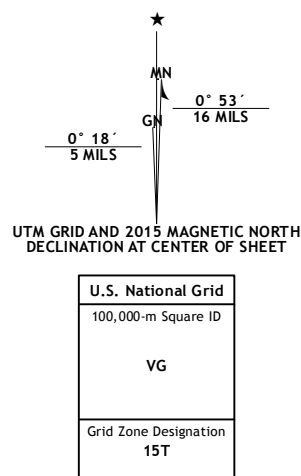 ★
MN
0° 53´
16 MILS
GN
0° 18´
5 MILS
UTM GRID AND 2015 MAGNETIC NORTH
DECLINATION AT CENTER OF SHEET
U.S. National Grid
100,000-m Square ID
VG
Grid Zone Designation
15T